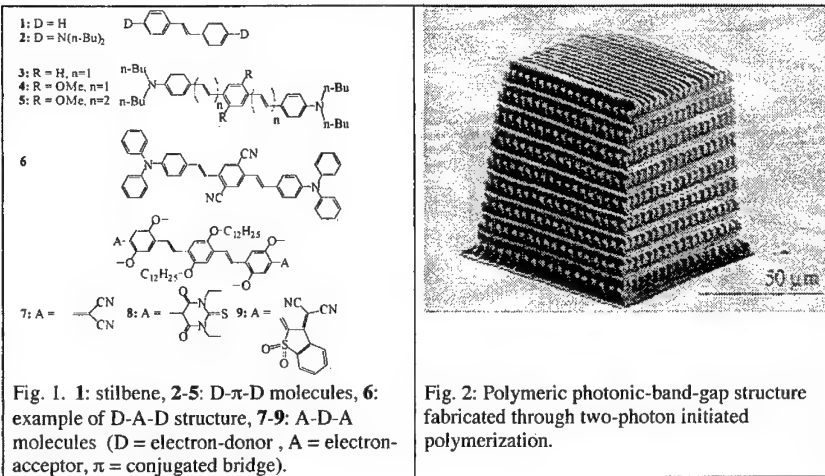 1: D = H
2: D = N(n-Bu)₂
D
D
3: R = H, n=1
4: R = OMe, n=1
5: R = OMe, n=2
n-Bu
N
n-Bu
R
n
R
n
N
n-Bu
n-Bu
6
N
CN
CN
N
O
A
O
O-C₁₂H₂₅
C₁₂H₂₅-O
O
A
O
7: A =
CN
CN
8: A =
O
N
S
N
O
9: A =
NC
CN
S
O
O
Fig. 1. 1: stilbene, 2-5: D-π-D molecules, 6:
example of D-A-D structure, 7-9: A-D-A
molecules (D = electron-donor , A = electron-
acceptor, π = conjugated bridge).
50 μm
Fig. 2: Polymeric photonic-band-gap structure
fabricated through two-photon initiated
polymerization.